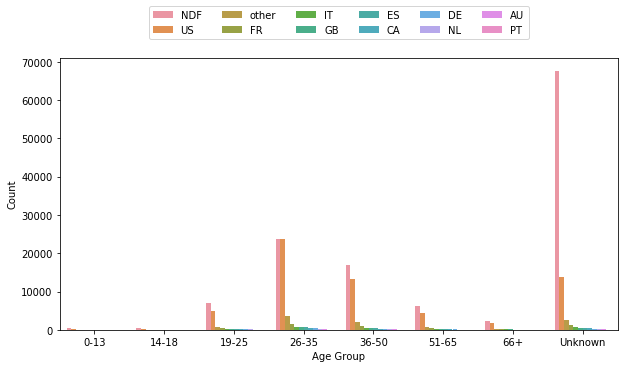 NDF other IT ES DE AU
US FR GB CA NL PT
70000
60000
50000
40000
30000
20000
10000
0
Count
0-13 14-18 19-25 26-35 36-50 51-65 66+ Unknown
Age Group